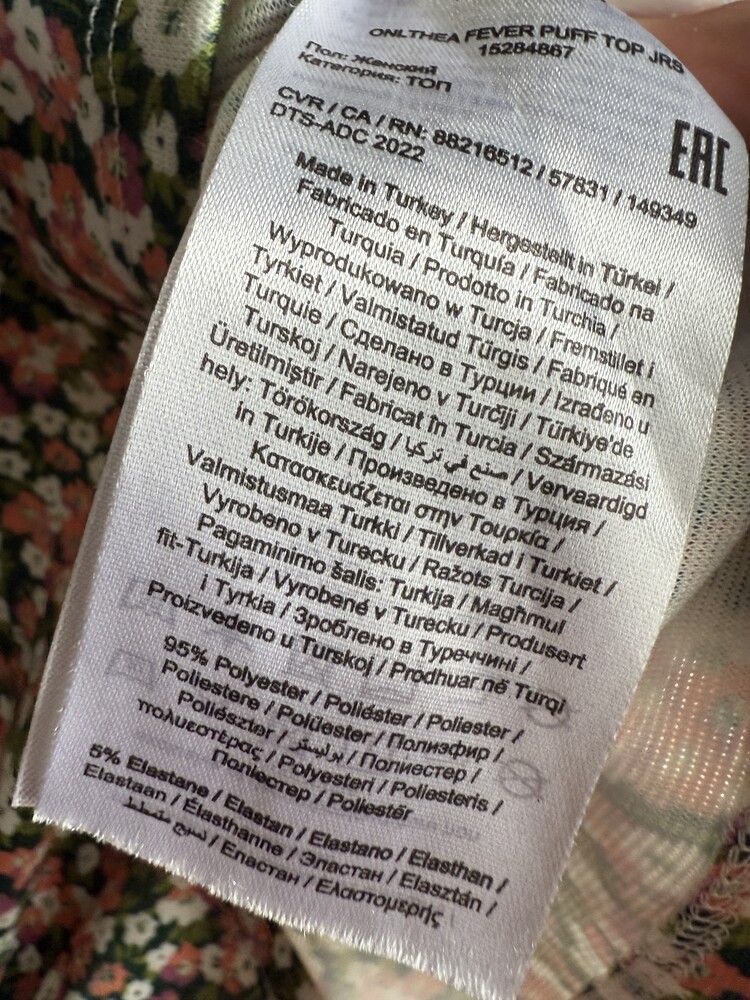 ONLTHEA FEVER PUFF TOP JRS
15284867
Пол: Женский
Категория: ТОП
EAC
CVR / CA / RN: 88216512 / 57831 / 149349
DTS-ADC 2022
Made in Turkey / Hergestellt in Türkei /
Fabricado en Turquía / Fabricado na
Turquia / Prodotto in Turchia /
Wyprodukowano w Turcja / Fremstillet i
Tyrkiet / Valmistatud Türgis / Fabriqué en
Turquie / Сделано в Турции / Izrađeno u
Turskoj / Narejeno v Turčiji / Türkiye'de
Üretilmiştir / Fabricat în Turcia / Származási
hely: Törökország / صنع في تركيا / Vervaardigd
in Turkije / Произведено в Турция /
Κατασκευάζεται στην Τουρκία /
Valmistusmaa Turkki / Tillverkad i Turkiet /
Vyrobeno v Turecku / Ražots Turcija /
Pagaminimo šalis: Turkija / Magħmul
fit-Turkija / Vyrobené v Turecku / Produsert
i Tyrkia / Зроблено в Туреччині /
Proizvedeno u Turskoj / Prodhuar në Turqi
95% Polyester / Poliéster / Poliester /
Poliestere / Polüester / Полиэфир /
Poliészter / بوليستر / Полиестер /
πολυεστέρας / Polyesteri / Poliesteris /
Поліестер / Poliestër
5% Elastane / Elastan / Elastano / Elasthan /
Elastaan / Élasthanne / Эластан / Elasztán /
نسيج متمطط / Еластан / Ελαστομερής